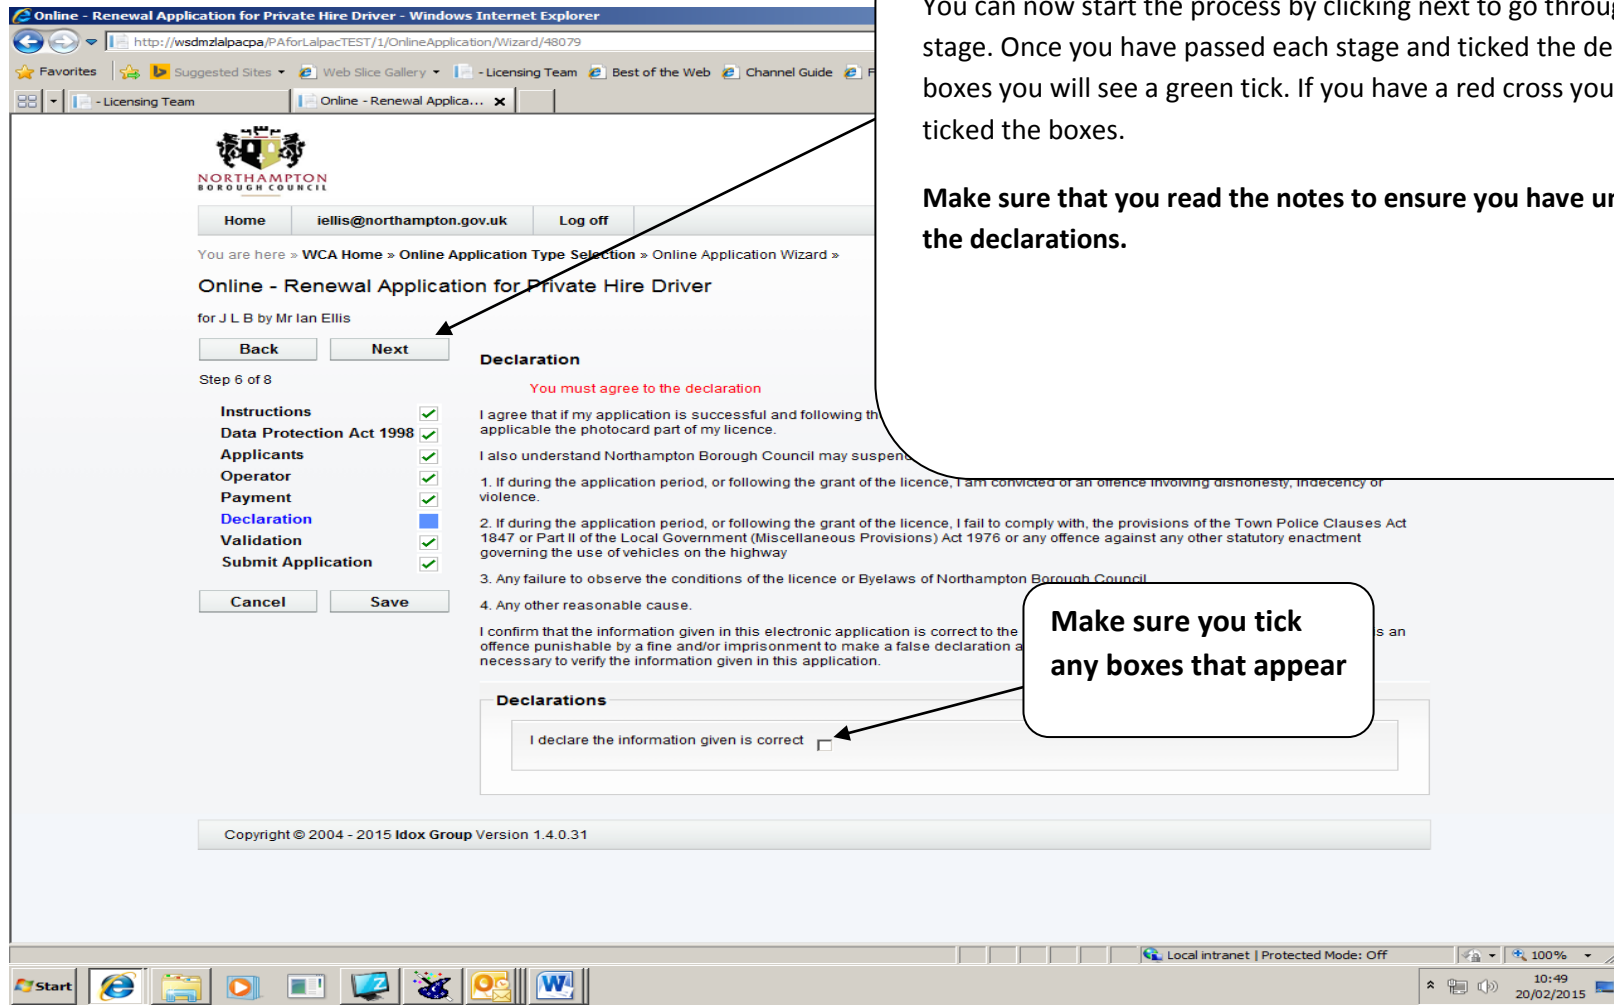 Online - Renewal Application for Private Hire Driver - Windows Internet Explorer
http://wsdmzlalpacpa/PAforLalpacTEST/1/OnlineApplication/Wizard/48079
Favorites
Suggested Sites
Web Slice Gallery
- Licensing Team
Best of the Web
Channel Guide
F
- Licensing Team
Online - Renewal Applica...
You can now start the process by clicking next to go throug
stage. Once you have passed each stage and ticked the de
boxes you will see a green tick. If you have a red cross you
ticked the boxes.
Make sure that you read the notes to ensure you have un
the declarations.
NORTHAMPTON
BOROUGH COUNCIL
Home
iellis@northampton.gov.uk
Log off
You are here » WCA Home » Online Application Type Selection » Online Application Wizard »
Online - Renewal Application for Private Hire Driver
for J L B by Mr Ian Ellis
Back
Next
Step 6 of 8
Instructions
Data Protection Act 1998
Applicants
Operator
Payment
Declaration
Validation
Submit Application
Cancel
Save
Declaration
You must agree to the declaration
I agree that if my application is successful and following th
applicable the photocard part of my licence.
I also understand Northampton Borough Council may suspend
1. If during the application period, or following the grant of the licence, I am convicted of an offence involving dishonesty, indecency or
violence.
2. If during the application period, or following the grant of the licence, I fail to comply with, the provisions of the Town Police Clauses Act
1847 or Part II of the Local Government (Miscellaneous Provisions) Act 1976 or any offence against any other statutory enactment
governing the use of vehicles on the highway
3. Any failure to observe the conditions of the licence or Byelaws of Northampton Borough Council
4. Any other reasonable cause.
I confirm that the information given in this electronic application is correct to the
s an
offence punishable by a fine and/or imprisonment to make a false declaration a
necessary to verify the information given in this application.
Make sure you tick
any boxes that appear
Declarations
I declare the information given is correct
Copyright © 2004 - 2015 Idox Group Version 1.4.0.31
Local intranet | Protected Mode: Off
100%
Start
10:49
20/02/2015